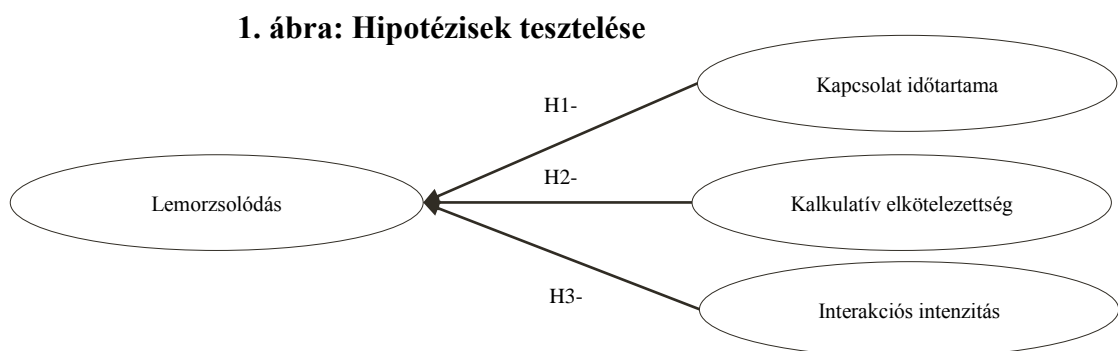 1. ábra: Hipotézisek tesztelése
Kapcsolat időtartama
H1-
H2-
Lemorzsolódás
Kalkulatív elkötelezettség
H3-
Interakciós intenzitás